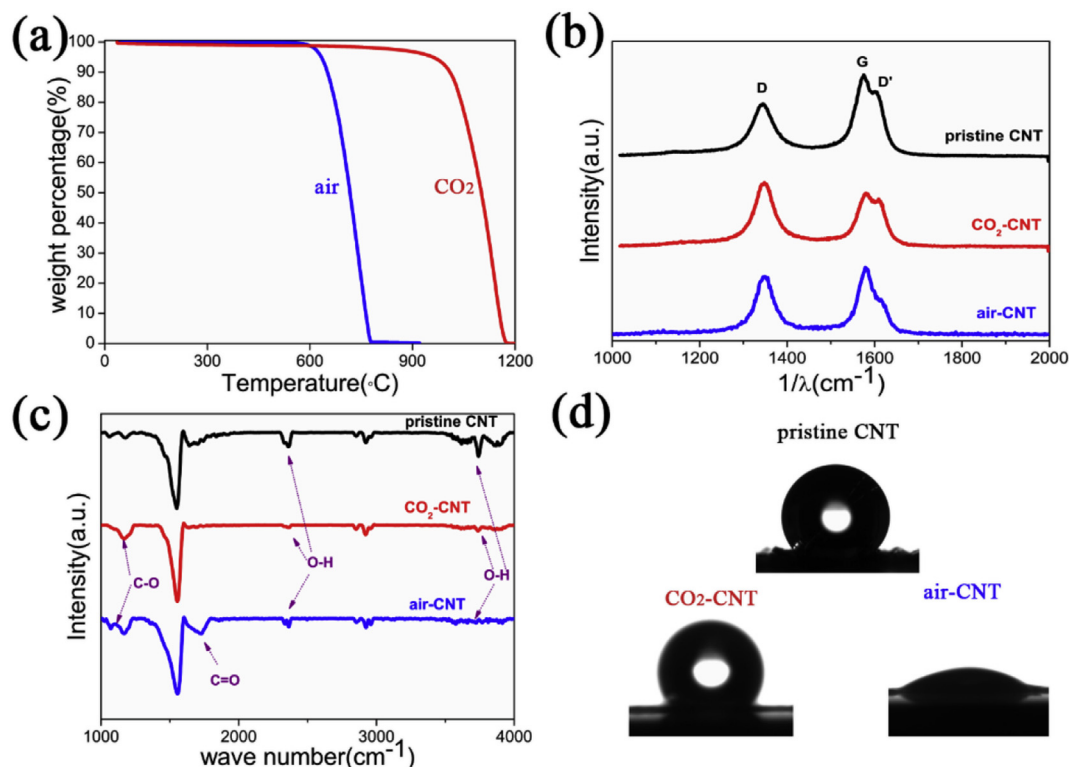 (a)
100
90
80
70
60
50
40
30
20
10
0
weight percentage(%)
air
CO2
0 300 600 900 1200
Temperature(◦C)
(b)
Intensity(a.u.)
D
G
D'
pristine CNT
CO2-CNT
air-CNT
1000 1200 1400 1600 1800 2000
1/λ(cm-1)
(c)
Intensity(a.u.)
pristine CNT
CO2-CNT
O-H
O-H
C-O
air-CNT
C=O
1000 2000 3000 4000
wave number(cm-1)
(d)
pristine CNT
CO2-CNT
air-CNT